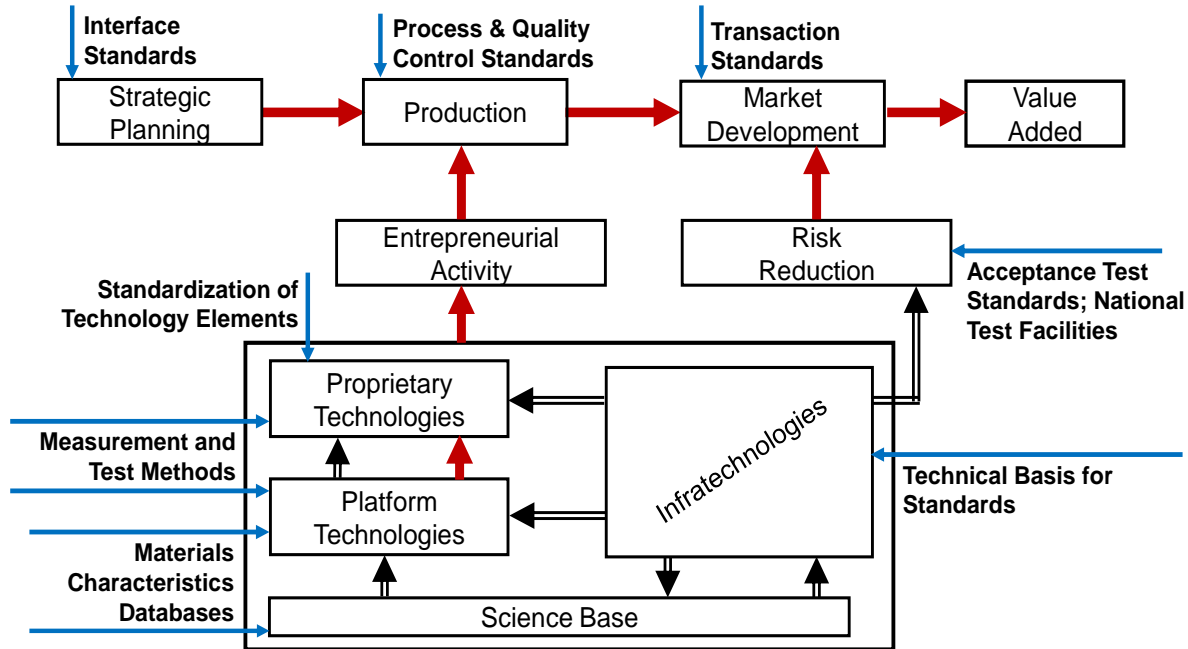 Interface
Standards
Process & Quality
Control Standards
Transaction
Standards
Strategic
Planning
Production
Market
Development
Value
Added
Entrepreneurial
Activity
Risk
Reduction
Standardization of
Technology Elements
Acceptance Test
Standards; National
Test Facilities
Proprietary
Technologies
Infratechnologies
Measurement and
Test Methods
Technical Basis for
Standards
Platform
Technologies
Materials
Characteristics
Databases
Science Base